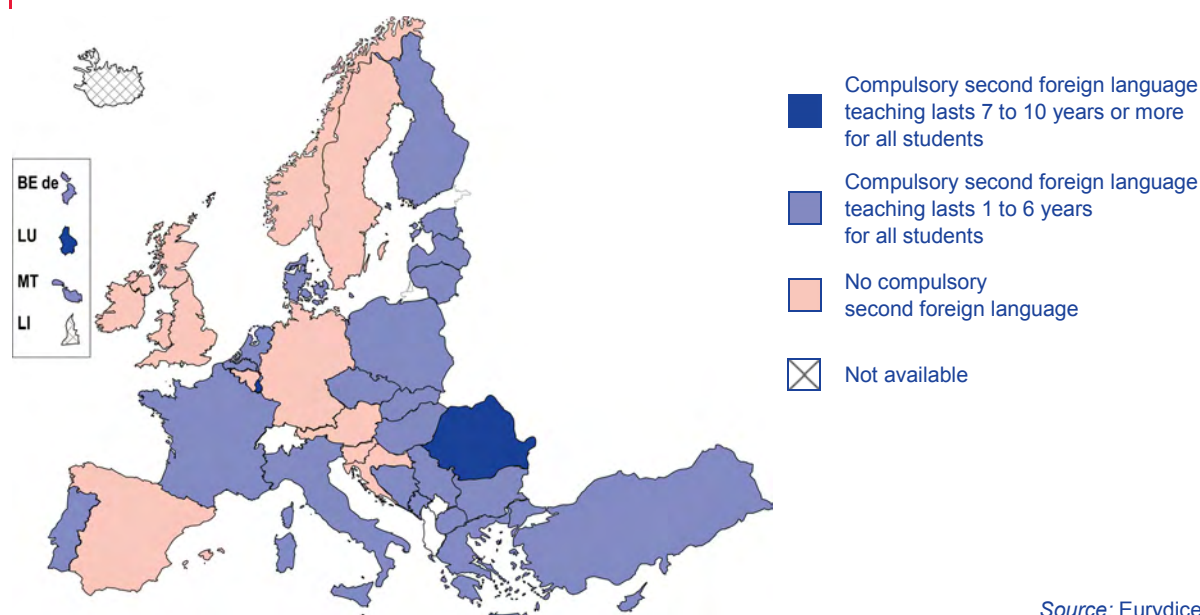 BE de
LU
MT
LI
Compulsory second foreign language
teaching lasts 7 to 10 years or more
for all students
Compulsory second foreign language
teaching lasts 1 to 6 years
for all students
No compulsory
second foreign language
Not available
Source: Eurydice